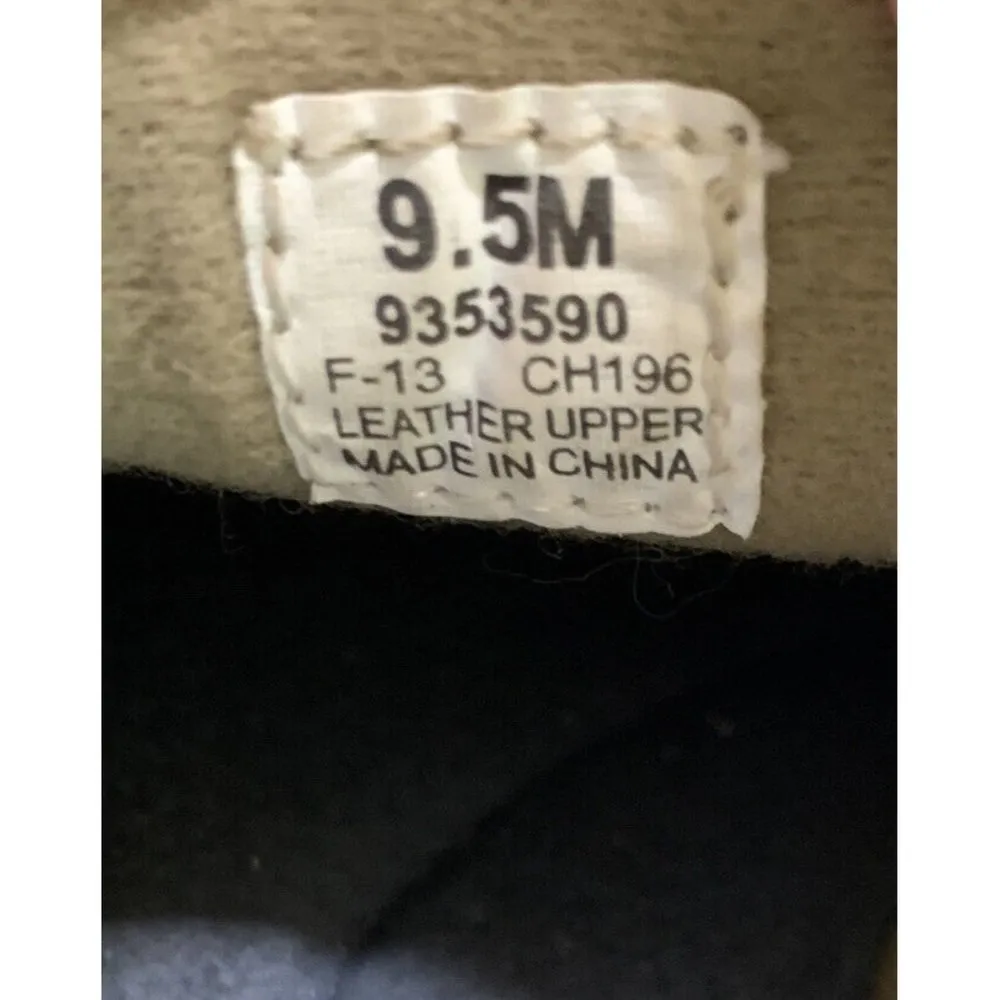 9.5M
9353590
F-13 CH196
LEATHER UPPER
MADE IN CHINA